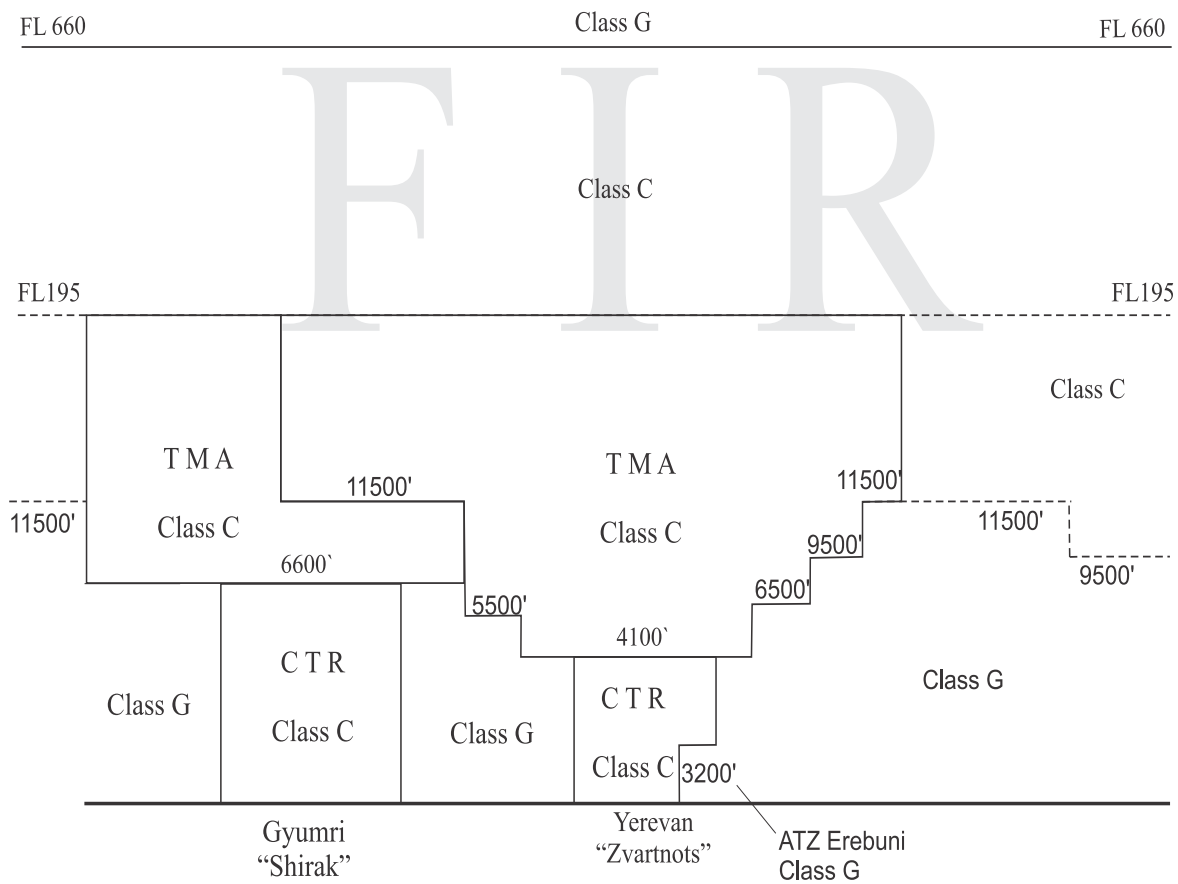 FL 660
Class G
FL 660
F I R
Class C
FL195
FL195
Class C
T M A
T M A
11500'
11500'
11500'
11500'
Class C
Class C
9500'
6600`
9500'
5500'
6500'
4100`
C T R
Class G
C T R
Class G
Class C
Class G
Class C
3200'
Gyumri
“Shirak”
Yerevan
“Zvartnots”
ATZ Erebuni
Class G